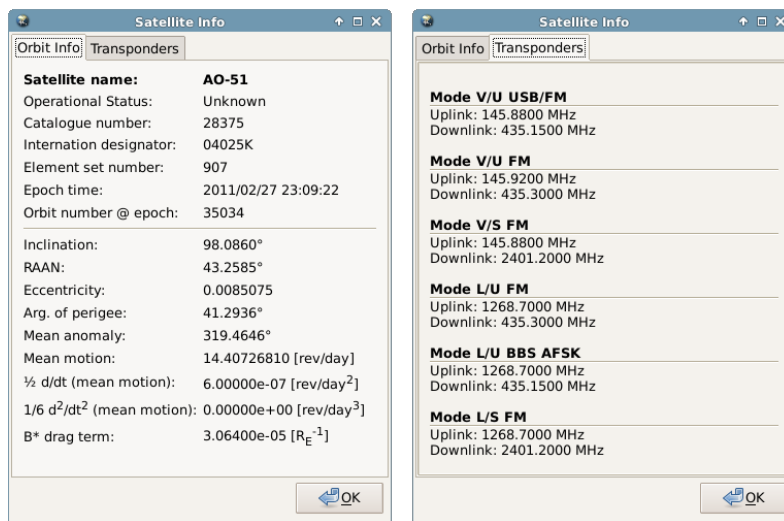 Satellite Info
Orbit Info Transponders
Satellite name: AO-51
Operational Status: Unknown
Catalogue number: 28375
Internation designator: 04025K
Element set number: 907
Epoch time: 2011/02/27 23:09:22
Orbit number @ epoch: 35034
Inclination: 98.0860°
RAAN: 43.2585°
Eccentricity: 0.0085075
Arg. of perigee: 41.2936°
Mean anomaly: 319.4646°
Mean motion: 14.40726810 [rev/day]
½ d/dt (mean motion): 6.00000e-07 [rev/day²]
1/6 d²/dt² (mean motion): 0.00000e+00 [rev/day³]
B* drag term: 3.06400e-05 [R_E⁻¹]
OK
Satellite Info
Orbit Info Transponders
Mode V/U USB/FM
Uplink: 145.8800 MHz
Downlink: 435.1500 MHz
Mode V/U FM
Uplink: 145.9200 MHz
Downlink: 435.3000 MHz
Mode V/S FM
Uplink: 145.8800 MHz
Downlink: 2401.2000 MHz
Mode L/U FM
Uplink: 1268.7000 MHz
Downlink: 435.3000 MHz
Mode L/U BBS AFSK
Uplink: 1268.7000 MHz
Downlink: 435.1500 MHz
Mode L/S FM
Uplink: 1268.7000 MHz
Downlink: 2401.2000 MHz
OK